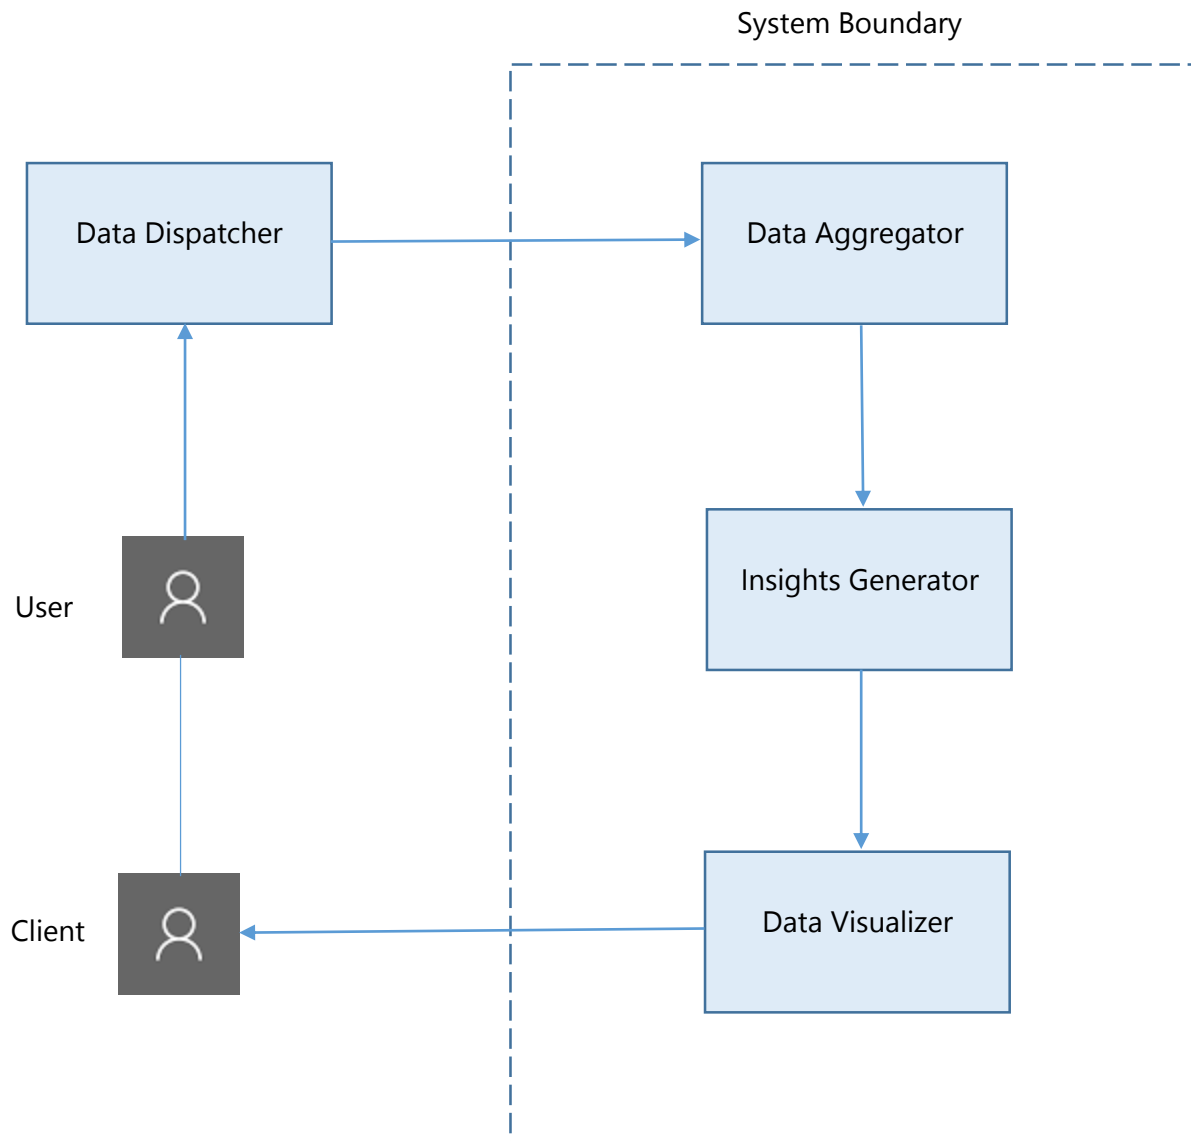 System Boundary
Data Dispatcher
Data Aggregator
Insights Generator
User
Data Visualizer
Client